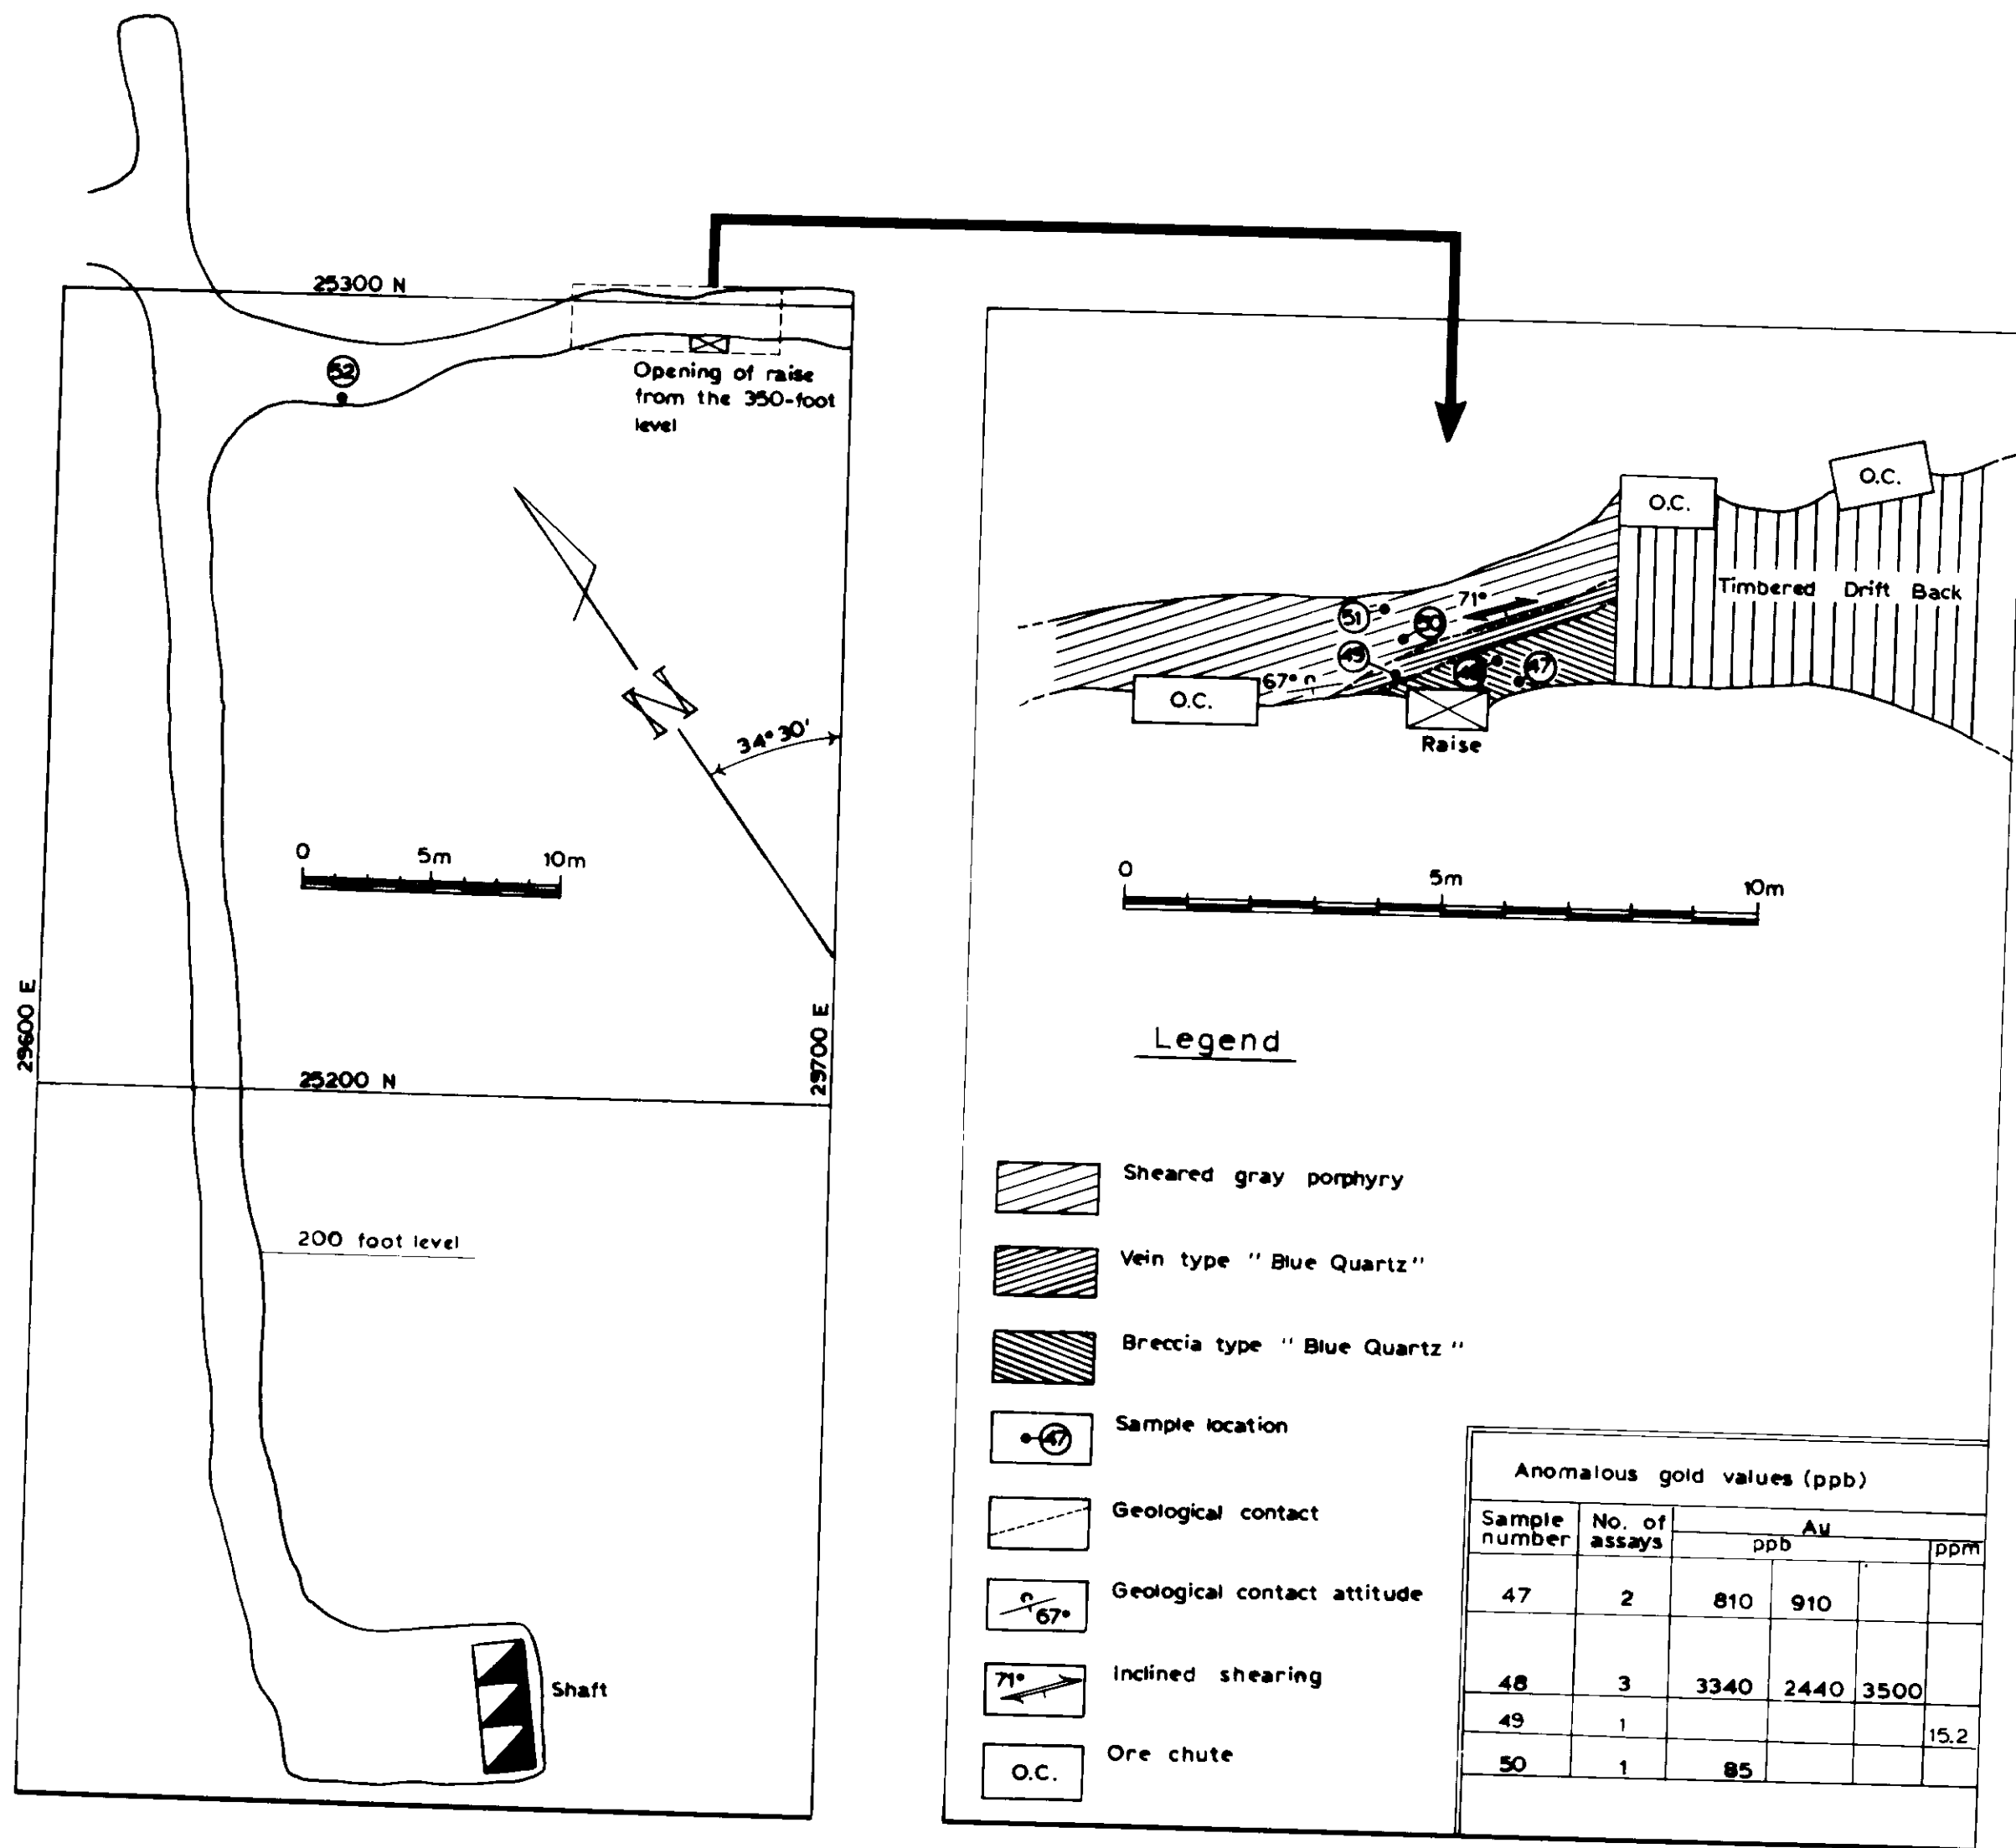 25300 N
52
Opening of raise
from the 350-foot
level
N
34° 30'
0 5m 10m
29600 E
29700 E
25200 N
200 foot level
Shaft
O.C.
O.C.
Timbered Drift Back
71°
51
50
49
48
47
67°
O.C.
Raise
0 5m 10m
Legend
Sheared gray porphyry
Vein type " Blue Quartz "
Breccia type " Blue Quartz "
47 Sample location
Geological contact
67° Geological contact attitude
71° Inclined shearing
O.C. Ore chute
Anomalous gold values (ppb)
Sample number No. of assays Au
ppb ppm
47 2 810 910
48 3 3340 2440 3500
49 1 15.2
50 1 85